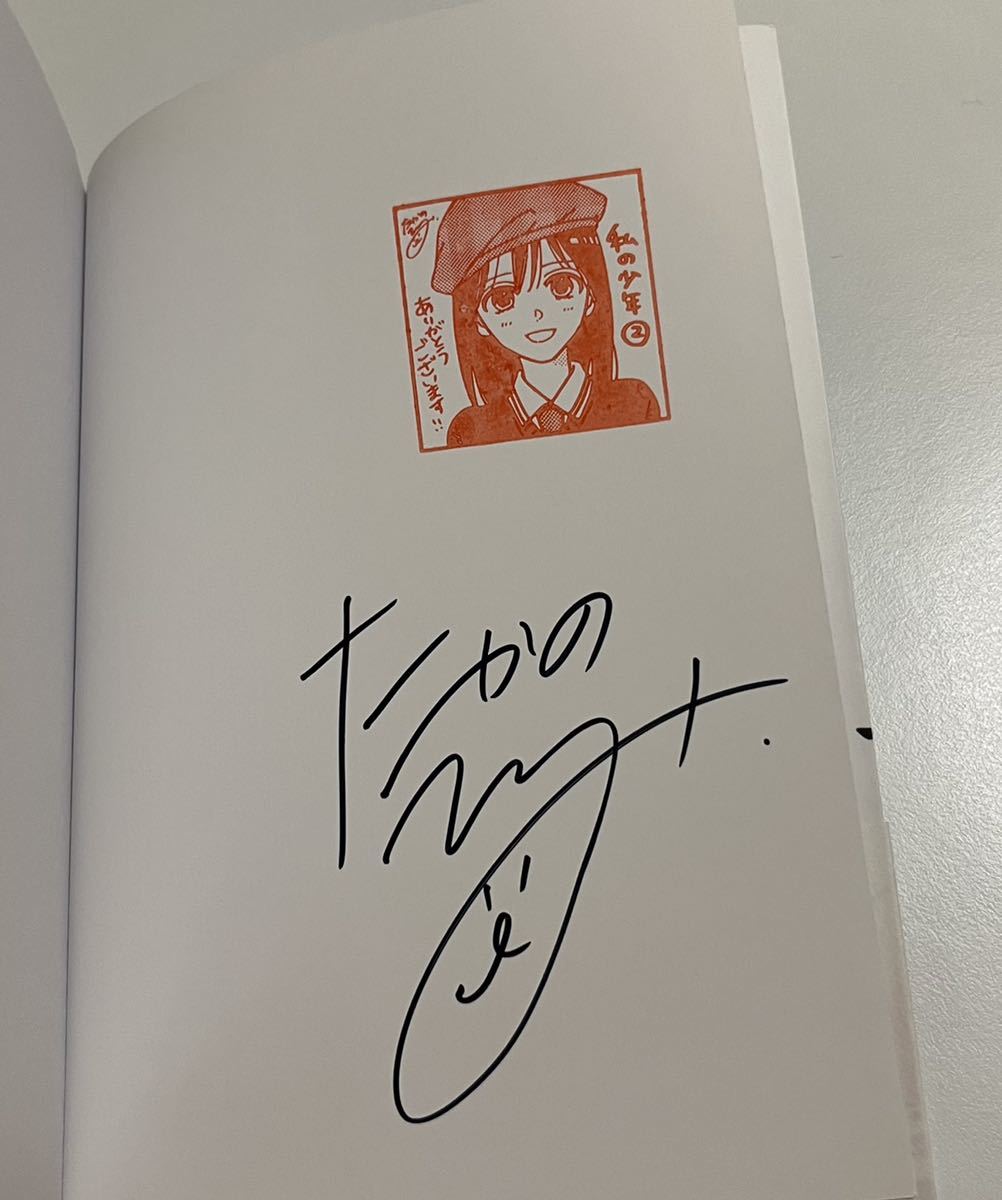 私の少年②
ありがとう
ございます!!
たかの